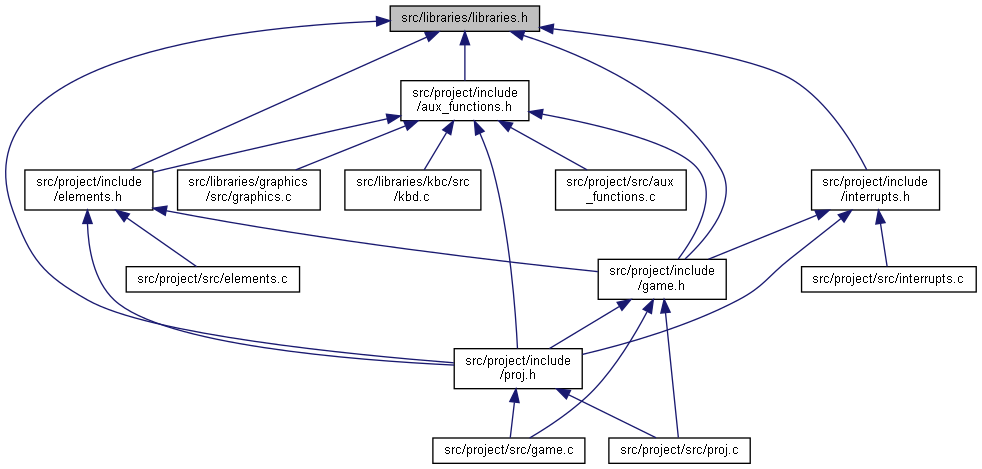 src/libraries/libraries.h
src/project/include
/aux_functions.h
src/project/include
/elements.h
src/libraries/graphics
/src/graphics.c
src/libraries/kbc/src
/kbd.c
src/project/src/aux
_functions.c
src/project/include
/interrupts.h
src/project/src/elements.c
src/project/include
/game.h
src/project/src/interrupts.c
src/project/include
/proj.h
src/project/src/game.c
src/project/src/proj.c